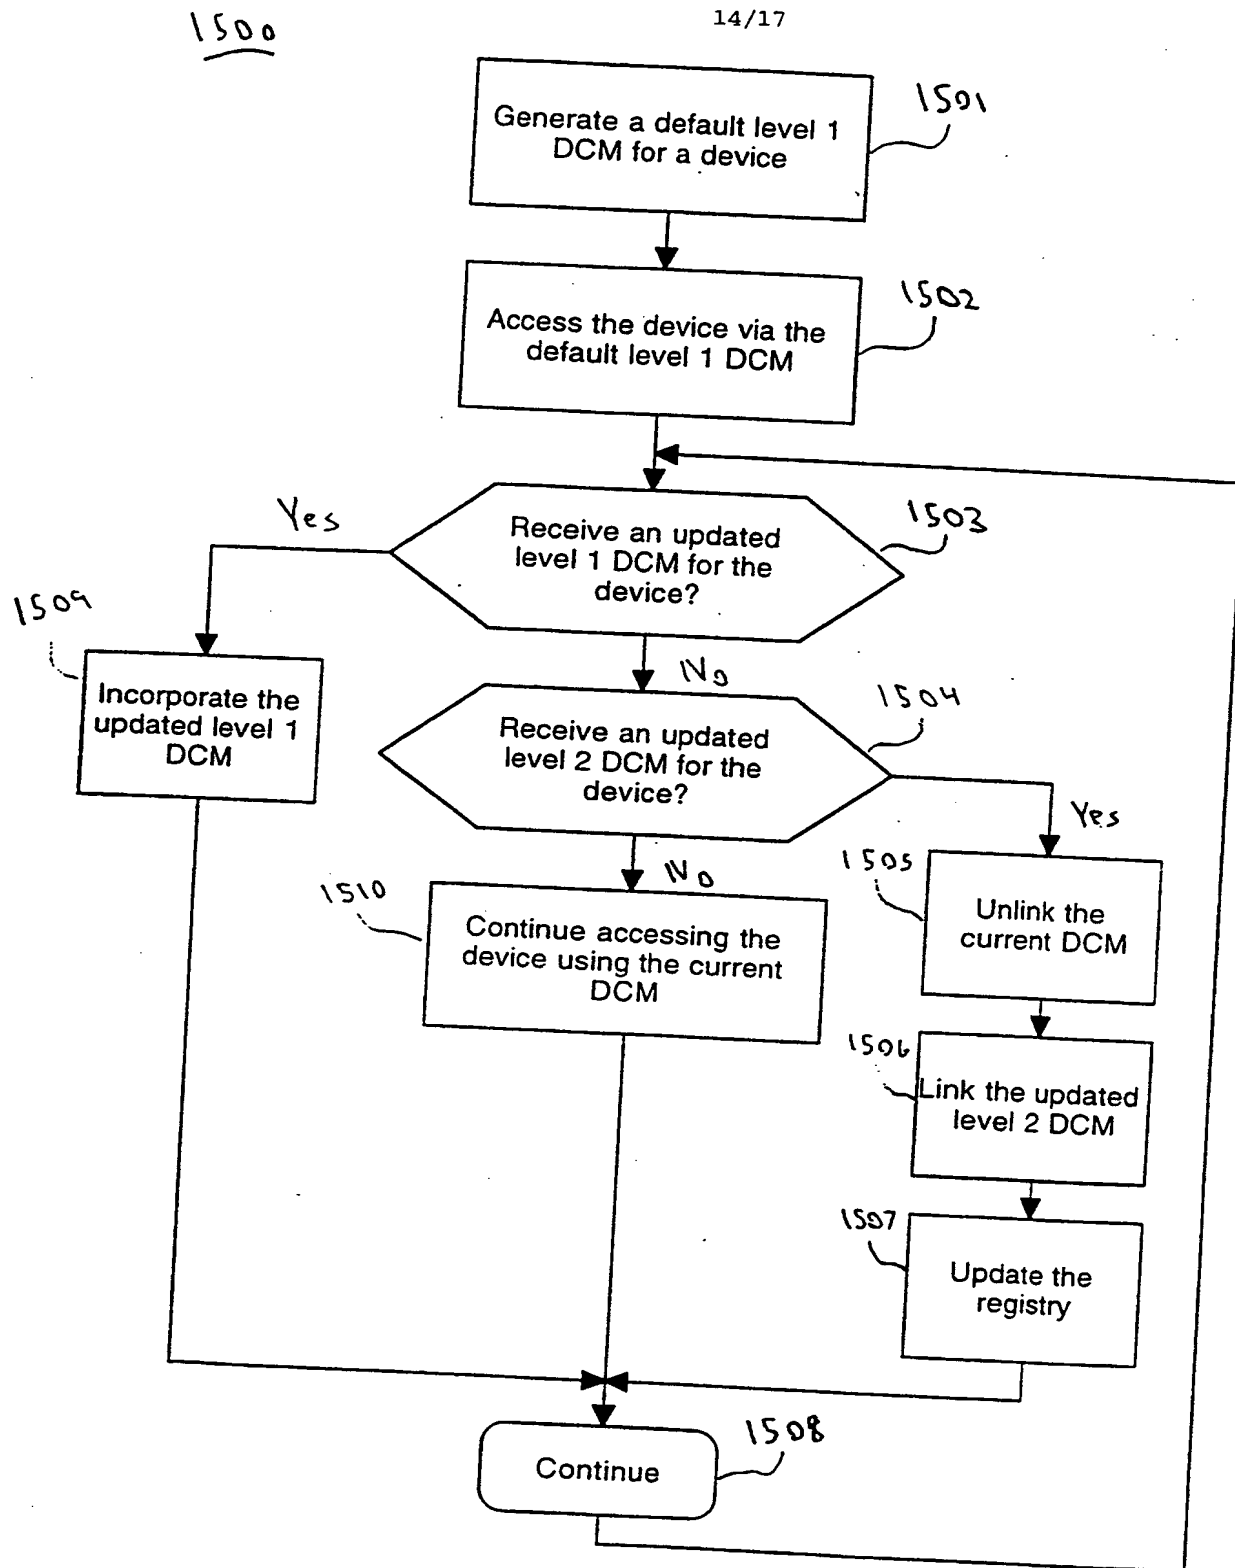 1500
14/17
Generate a default level 1
DCM for a device
1501
Access the device via the
default level 1 DCM
1502
Yes
Receive an updated
level 1 DCM for the
device?
1503
1509
Incorporate the
updated level 1
DCM
No
Receive an updated
level 2 DCM for the
device?
1504
Yes
No
1510
Continue accessing the
device using the current
DCM
1505
Unlink the
current DCM
1506
Link the updated
level 2 DCM
1507
Update the
registry
Continue
1508